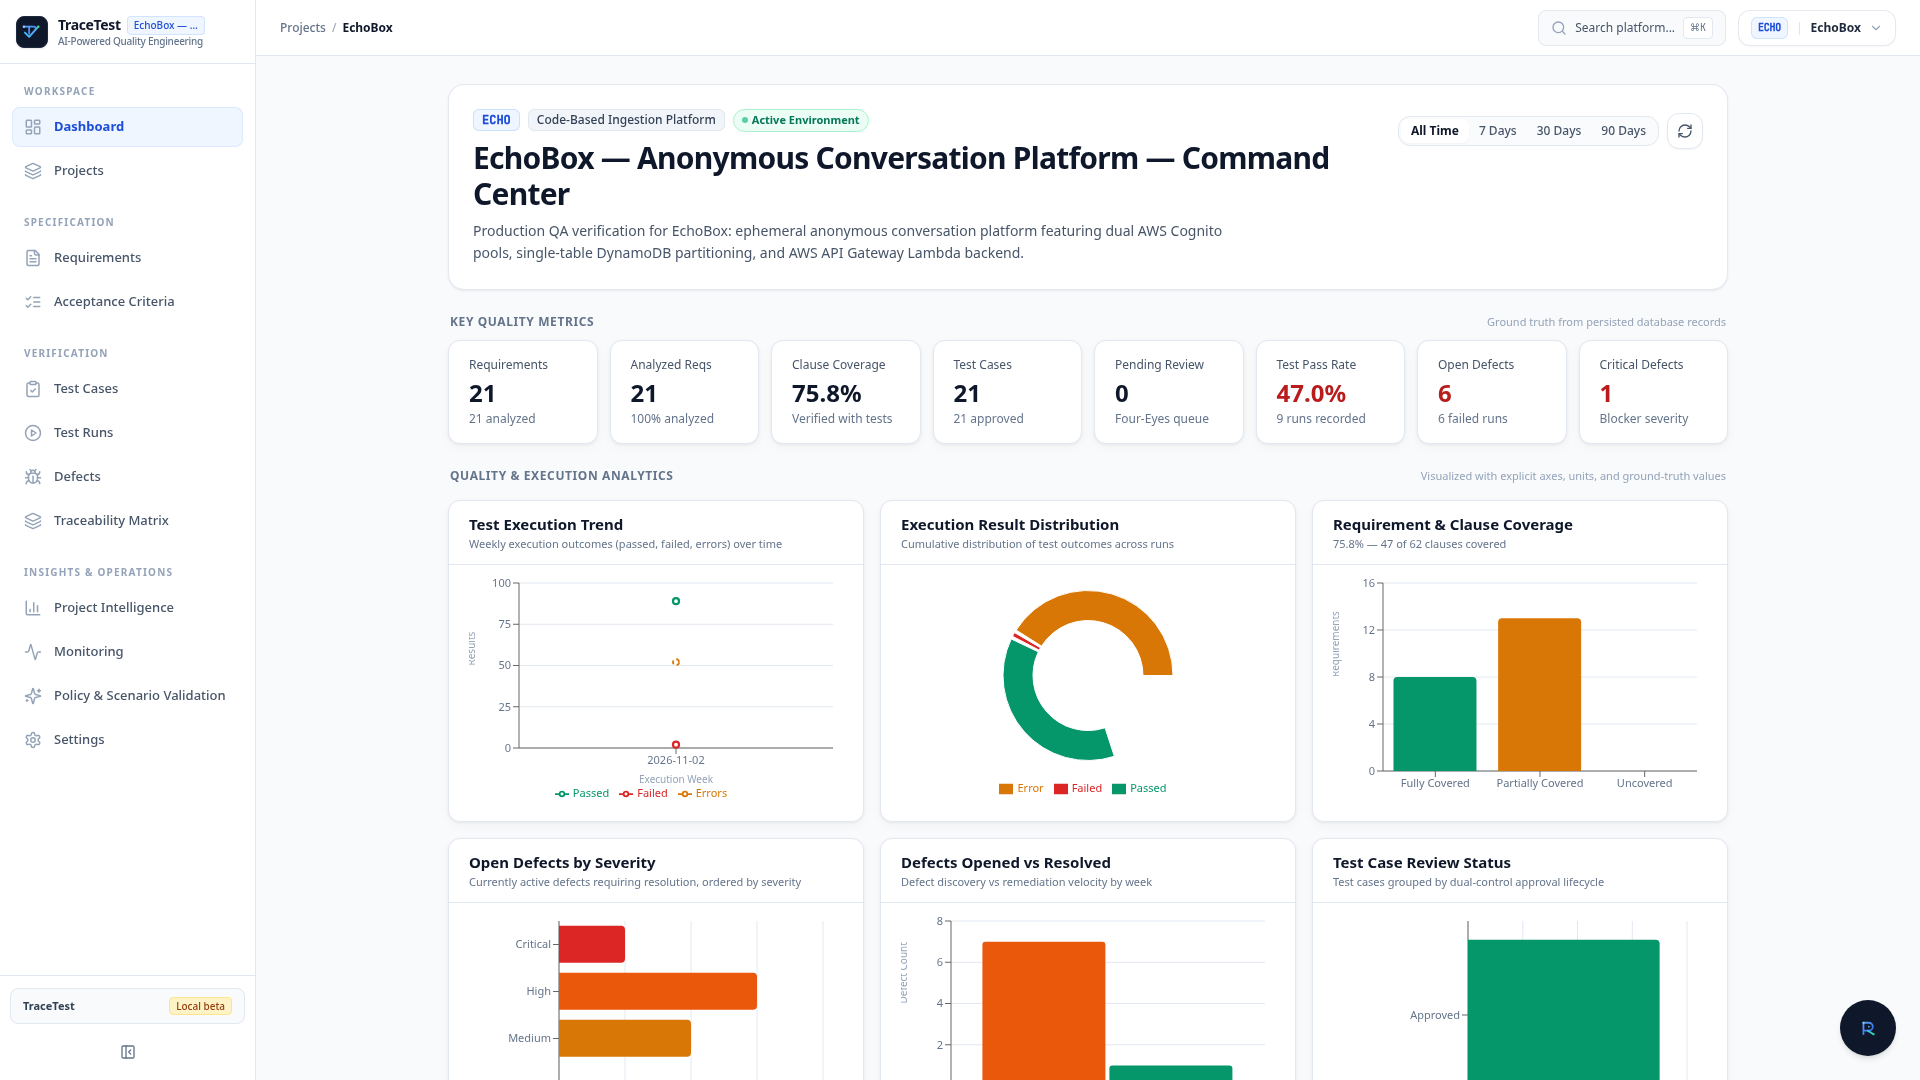 TraceTest
EchoBox — ...
AI-Powered Quality Engineering
WORKSPACE
Dashboard
Projects
SPECIFICATION
Requirements
Acceptance Criteria
VERIFICATION
Test Cases
Test Runs
Defects
Traceability Matrix
INSIGHTS & OPERATIONS
Project Intelligence
Monitoring
Policy & Scenario Validation
Settings
TraceTest
Local beta
Projects / EchoBox
Search platform...
⌘K
ECHO
EchoBox
ECHO
Code-Based Ingestion Platform
Active Environment
EchoBox — Anonymous Conversation Platform — Command
Center
Production QA verification for EchoBox: ephemeral anonymous conversation platform featuring dual AWS Cognito
pools, single-table DynamoDB partitioning, and AWS API Gateway Lambda backend.
All Time
7 Days
30 Days
90 Days
KEY QUALITY METRICS
Ground truth from persisted database records
Requirements
21
21 analyzed
Analyzed Reqs
21
100% analyzed
Clause Coverage
75.8%
Verified with tests
Test Cases
21
21 approved
Pending Review
0
Four-Eyes queue
Test Pass Rate
47.0%
9 runs recorded
Open Defects
6
6 failed runs
Critical Defects
1
Blocker severity
QUALITY & EXECUTION ANALYTICS
Visualized with explicit axes, units, and ground-truth values
Test Execution Trend
Weekly execution outcomes (passed, failed, errors) over time
Results
100
75
50
25
0
2026-11-02
Execution Week
Passed
Failed
Errors
Execution Result Distribution
Cumulative distribution of test outcomes across runs
Error
Failed
Passed
Requirement & Clause Coverage
75.8% — 47 of 62 clauses covered
Requirements
16
12
8
4
0
Fully Covered
Partially Covered
Uncovered
Open Defects by Severity
Currently active defects requiring resolution, ordered by severity
Critical
High
Medium
Defects Opened vs Resolved
Defect discovery vs remediation velocity by week
Defect Count
8
6
4
2
Test Case Review Status
Test cases grouped by dual-control approval lifecycle
Approved